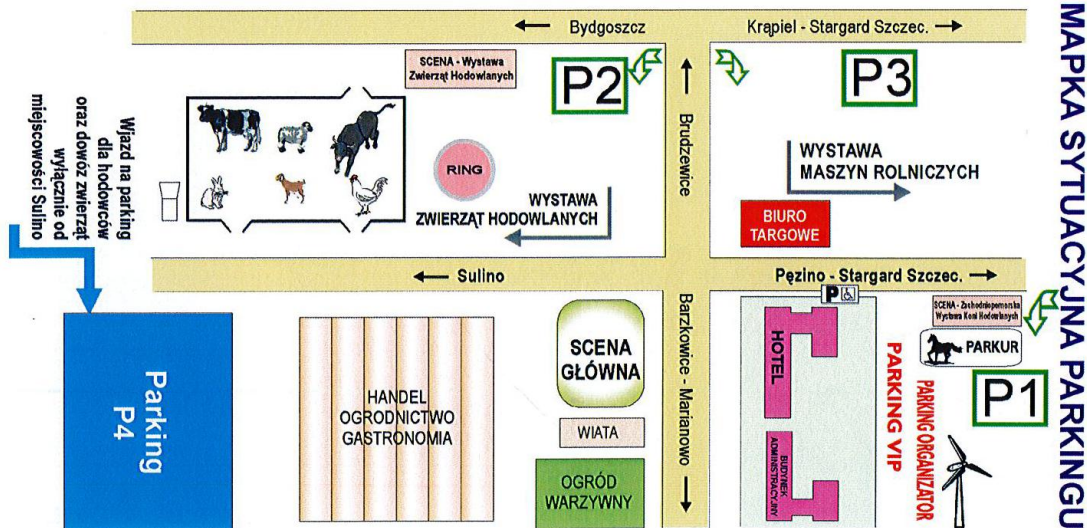 MAPKA SYTUACYJNA PARKINGU
Bydgoszcz
Krąpiel - Stargard Szczec.
SCENA - Wystawa
Zwierząt Hodowlanych
P2
P3
Brudzewice
RING
WYSTAWA
ZWIERZĄT HODOWLANYCH
WYSTAWA
MASZYN ROLNICZYCH
BIURO
TARGOWE
Wjazd na parking
dla hodowców
oraz dowóz zwierząt
wyłącznie od
miejscowości Sulino
Sulino
Pęzino - Stargard Szczec.
Parking
P4
HANDEL
OGRODNICTWO
GASTRONOMIA
SCENA
GŁÓWNA
WIATA
OGRÓD
WARZYWNY
Barzkowice - Marianowo
P
HOTEL
BUDYNEK
ADMINISTRACYJNY
PARKING VIP
PARKING ORGANIZATOR
SCENA - Zachodniopomorska
Wystawa Koni Hodowlanych
PARKUR
P1